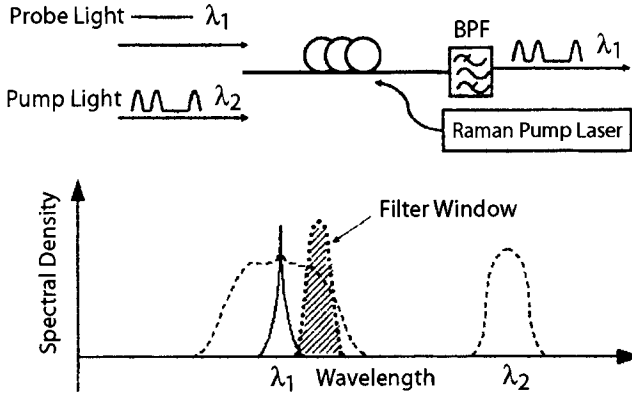 Probe Light λ1
BPF
λ1
Pump Light λ2
Raman Pump Laser
Filter Window
Spectral Density
λ1 Wavelength λ2